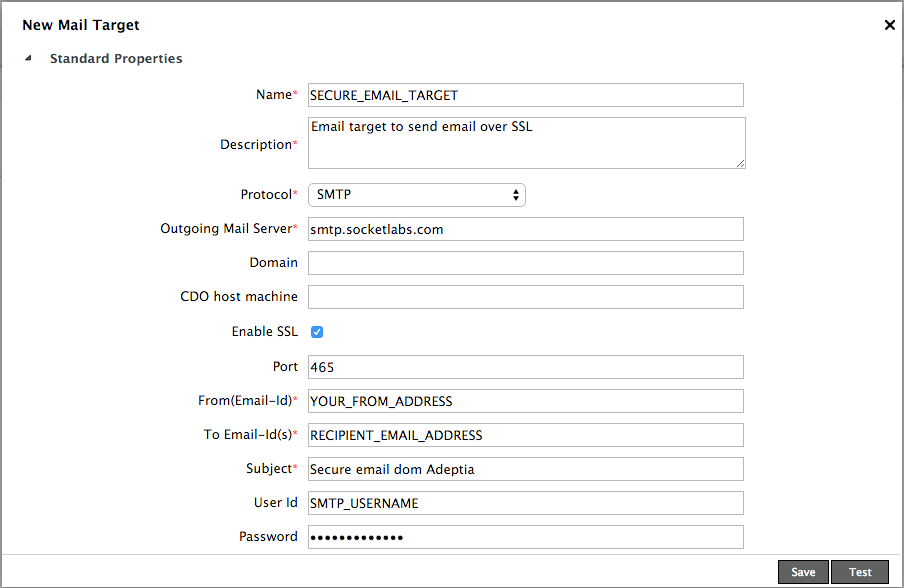 New Mail Target
Standard Properties
Name* SECURE_EMAIL_TARGET
Description* Email target to send email over SSL
Protocol* SMTP
Outgoing Mail Server* smtp.socketlabs.com
Domain
CDO host machine
Enable SSL
Port 465
From(Email-Id)* YOUR_FROM_ADDRESS
To Email-Id(s)* RECIPIENT_EMAIL_ADDRESS
Subject* Secure email dom Adeptia
User Id SMTP_USERNAME
Password •••••••••••••
Save Test